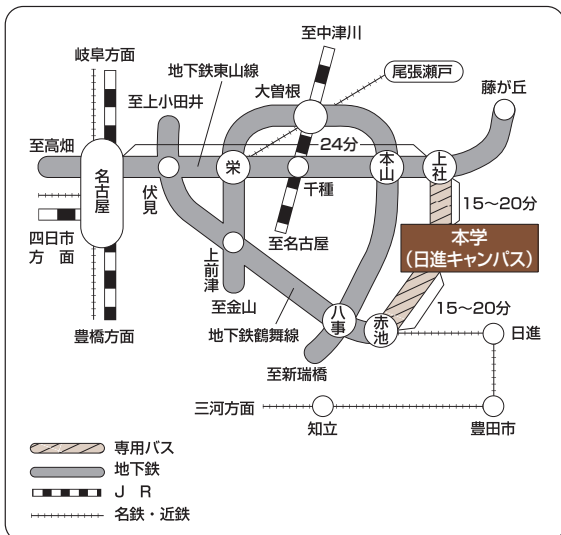 至中津川
岐阜方面
地下鉄東山線
尾張瀬戸
大曽根
藤が丘
至上小田井
至高畑
24分
名古屋
栄
本山
上社
伏見
千種
15〜20分
四日市
方　面
至名古屋
本学
（日進キャンパス）
上前津
至金山
15〜20分
豊橋方面
地下鉄鶴舞線
八事
赤池
日進
至新瑞橋
三河方面
知立
豊田市
専用バス
地下鉄
Ｊ　Ｒ
名鉄・近鉄